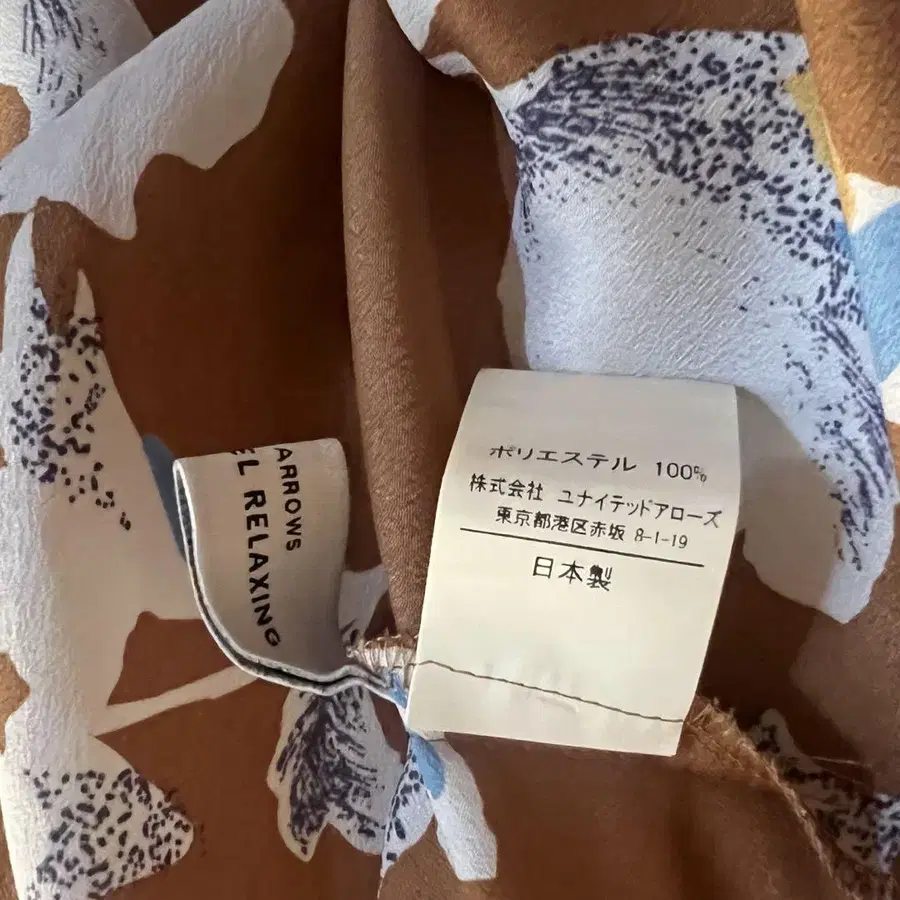 ARROWS
EL RELAXING
ポリエステル 100%
株式会社 ユナイテッドアローズ
東京都港区赤坂 8-1-19
日本製